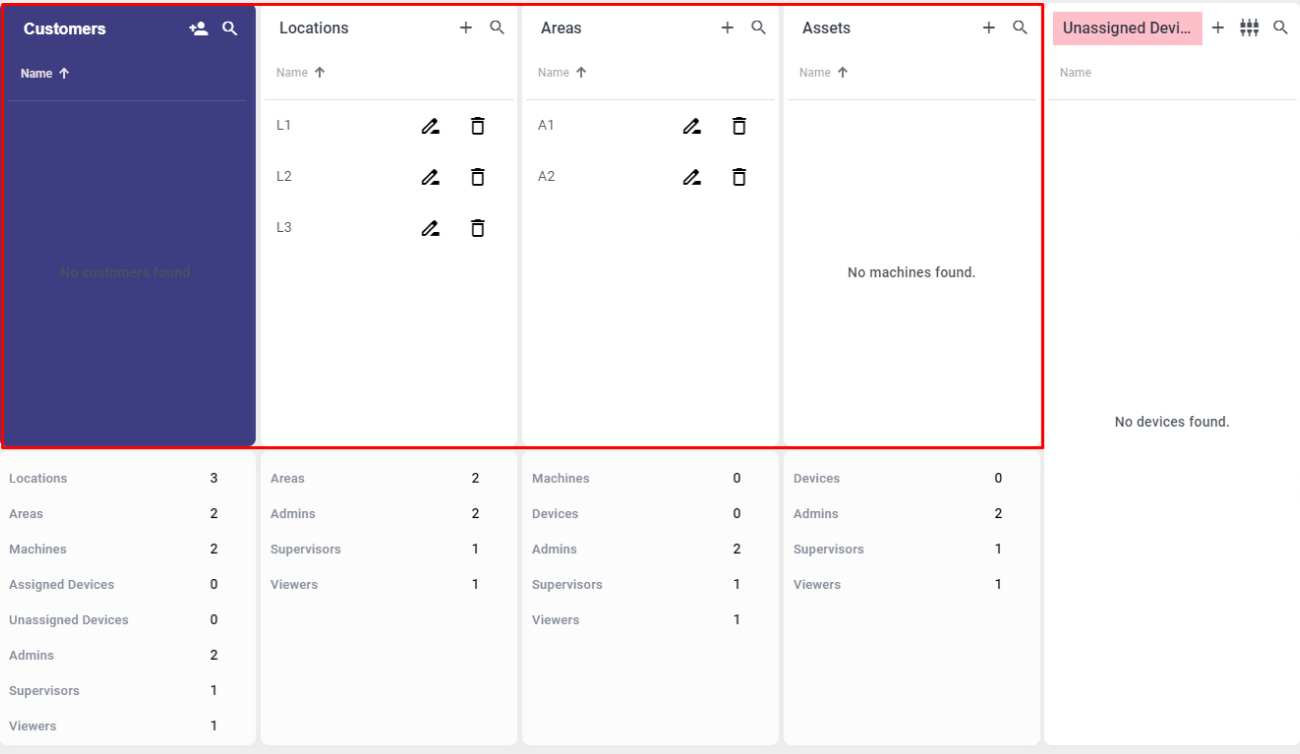 Customers
Name
No customers found.
Locations
Name
L1
L2
L3
Areas
Name
A1
A2
Assets
Name
No machines found.
Unassigned Devi...
Name
No devices found.
Locations 3
Areas 2
Machines 2
Assigned Devices 0
Unassigned Devices 0
Admins 2
Supervisors 1
Viewers 1
Areas 2
Admins 2
Supervisors 1
Viewers 1
Machines 0
Devices 0
Admins 2
Supervisors 1
Viewers 1
Devices 0
Admins 2
Supervisors 1
Viewers 1